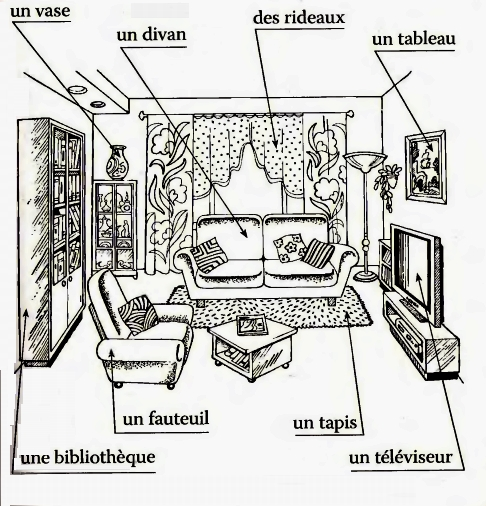 un vase
un divan
des rideaux
un tableau
un fauteuil
un tapis
une bibliothèque
un téléviseur